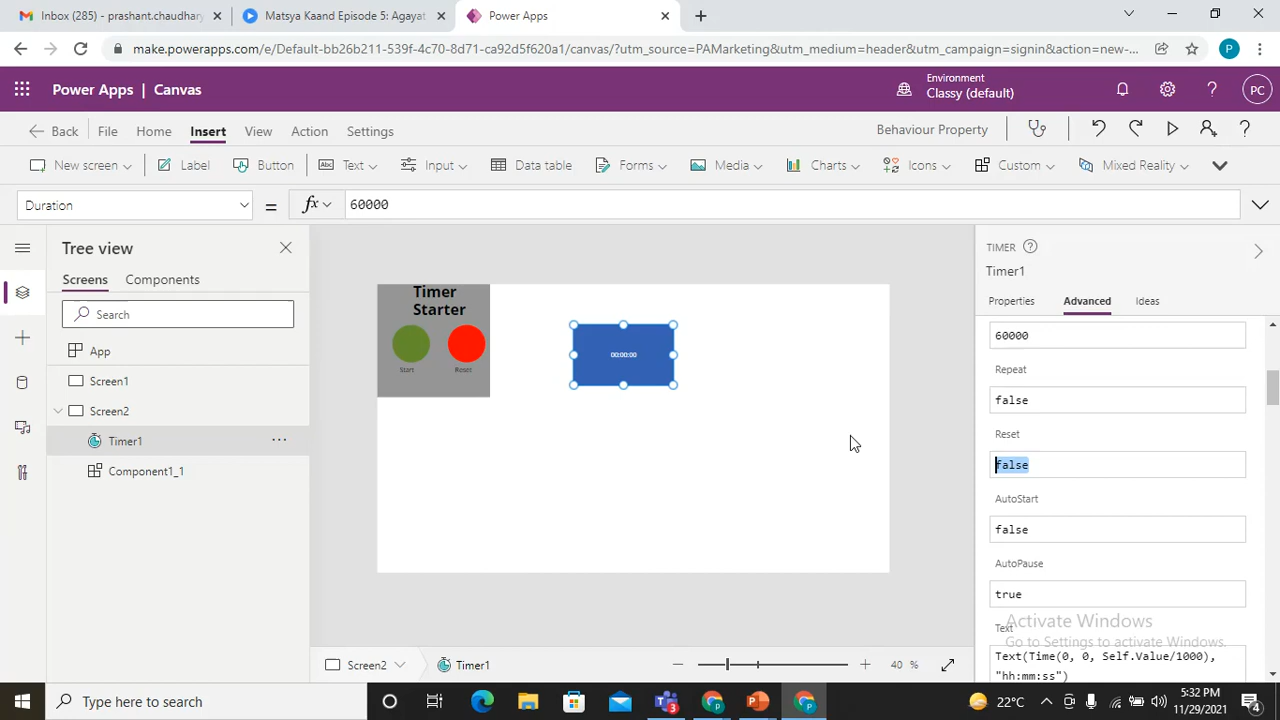 Inbox (285) - prashant.chaudhary
Matsya Kaand Episode 5: Agayat
Power Apps
make.powerapps.com/e/Default-bb26b211-539f-4c70-8d71-ca92d5f620a1/canvas/?utm_source=PAMarketing&utm_medium=header&utm_campaign=signin&action=new-...
P
Power Apps | Canvas
Environment
Classy (default)
PC
Back
File
Home
Insert
View
Action
Settings
Behaviour Property
New screen
Label
Button
Text
Input
Data table
Forms
Media
Charts
Icons
Custom
Mixed Reality
Duration
=
fx
60000
Tree view
Screens
Components
Search
App
Screen1
Screen2
Timer1
Component1_1
Timer
Starter
Start
Reset
00:00:00
TIMER
Timer1
Properties
Advanced
Ideas
60000
Repeat
false
Reset
false
AutoStart
false
AutoPause
true
Text
Text(Time(0, 0, Self.Value/1000),
"hh:mm:ss")
Activate Windows
Go to Settings to activate Windows.
Screen2
Timer1
40 %
Type here to search
22°C
5:32 PM
11/29/2021